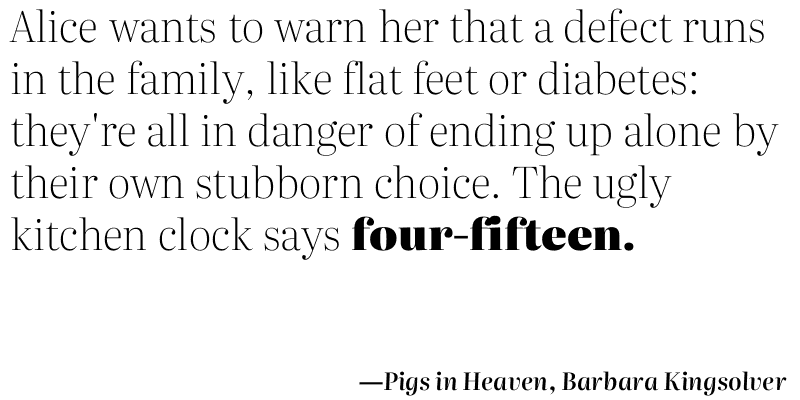 Alice wants to warn her that a defect runs
in the family, like flat feet or diabetes:
they're all in danger of ending up alone by
their own stubborn choice. The ugly
kitchen clock says four-fifteen.
—Pigs in Heaven, Barbara Kingsolver